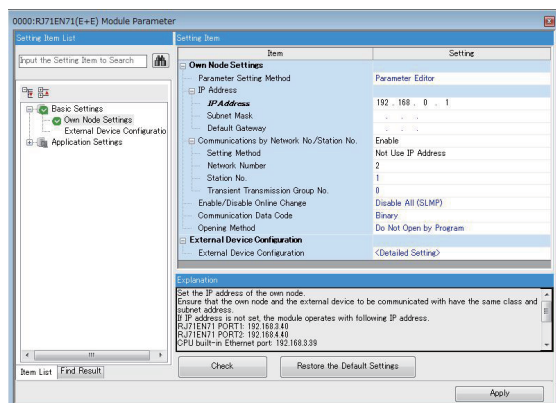 0000:RJ71EN71(E+E) Module Parameter
Setting Item List
Input the Setting Item to Search
Basic Settings
Own Node Settings
External Device Configuratio
Application Settings
Item List
Find Result
Setting Item
Item Setting
Own Node Settings
Parameter Setting Method Parameter Editor
IP Address
IP Address 192 . 168 . 0 . 1
Subnet Mask . . .
Default Gateway . . .
Communications by Network No./Station No. Enable
Setting Method Not Use IP Address
Network Number 2
Station No. 1
Transient Transmission Group No. 0
Enable/Disable Online Change Disable All (SLMP)
Communication Data Code Binary
Opening Method Do Not Open by Program
External Device Configuration
External Device Configuration <Detailed Setting>
Explanation
Set the IP address of the own node.
Ensure that the own node and the external device to be communicated with have the same class and
subnet address.
If IP address is not set, the module operates with following IP address.
RJ71EN71 PORT1: 192.168.3.40
RJ71EN71 PORT2: 192.168.4.40
CPU built-in Ethernet port: 192.168.3.39
Check
Restore the Default Settings
Apply